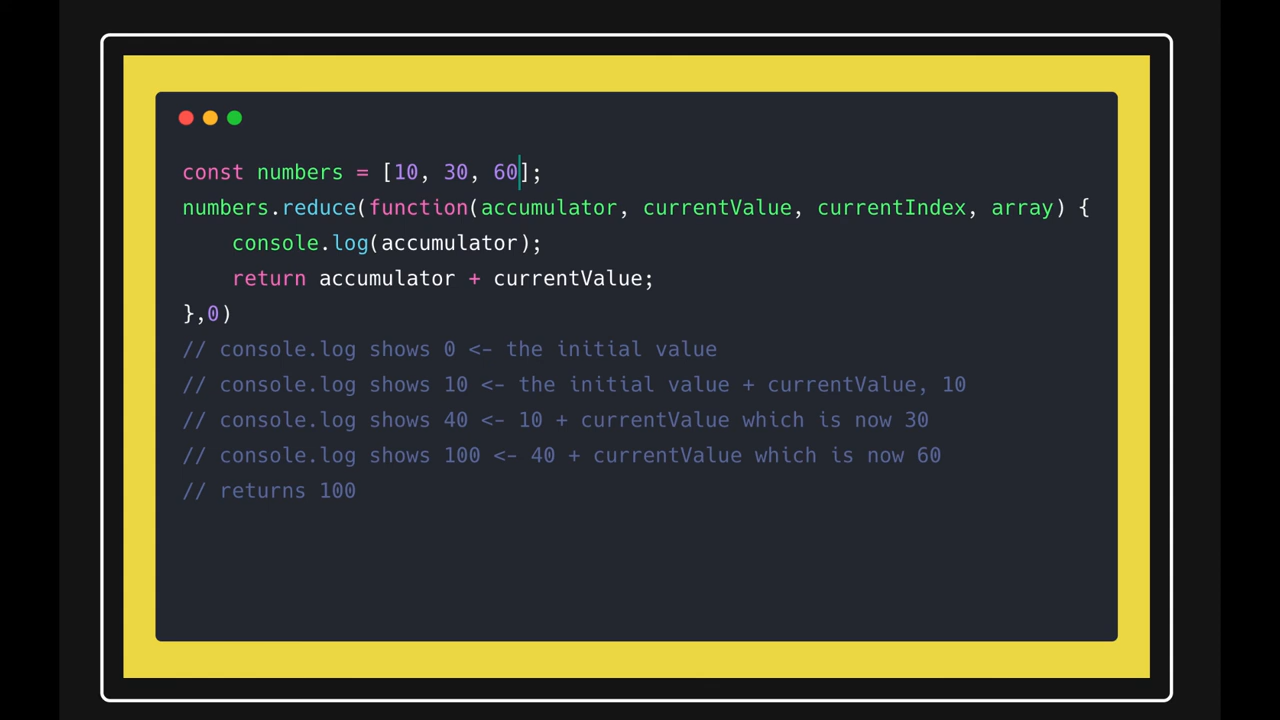 const numbers = [10, 30, 60];
numbers.reduce(function(accumulator, currentValue, currentIndex, array) {
    console.log(accumulator);
    return accumulator + currentValue;
},0)
// console.log shows 0 <- the initial value
// console.log shows 10 <- the initial value + currentValue, 10
// console.log shows 40 <- 10 + currentValue which is now 30
// console.log shows 100 <- 40 + currentValue which is now 60
// returns 100